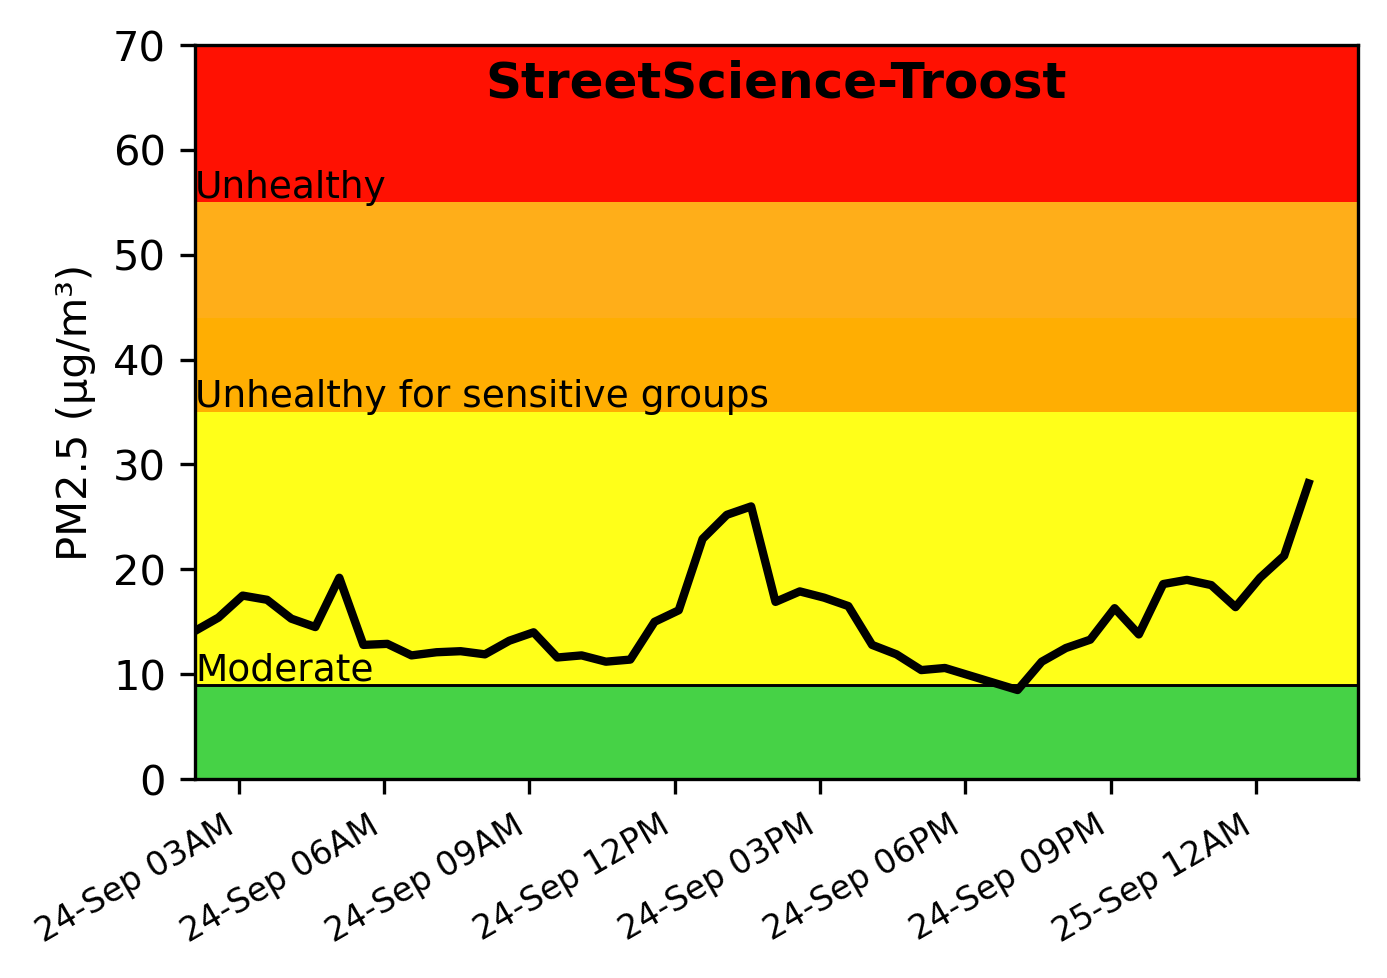 StreetScience-Troost
70
60
50
40
30
20
10
0
PM2.5 (µg/m³)
Unhealthy
Unhealthy for sensitive groups
Moderate
24-Sep 03AM
24-Sep 06AM
24-Sep 09AM
24-Sep 12PM
24-Sep 03PM
24-Sep 06PM
24-Sep 09PM
25-Sep 12AM